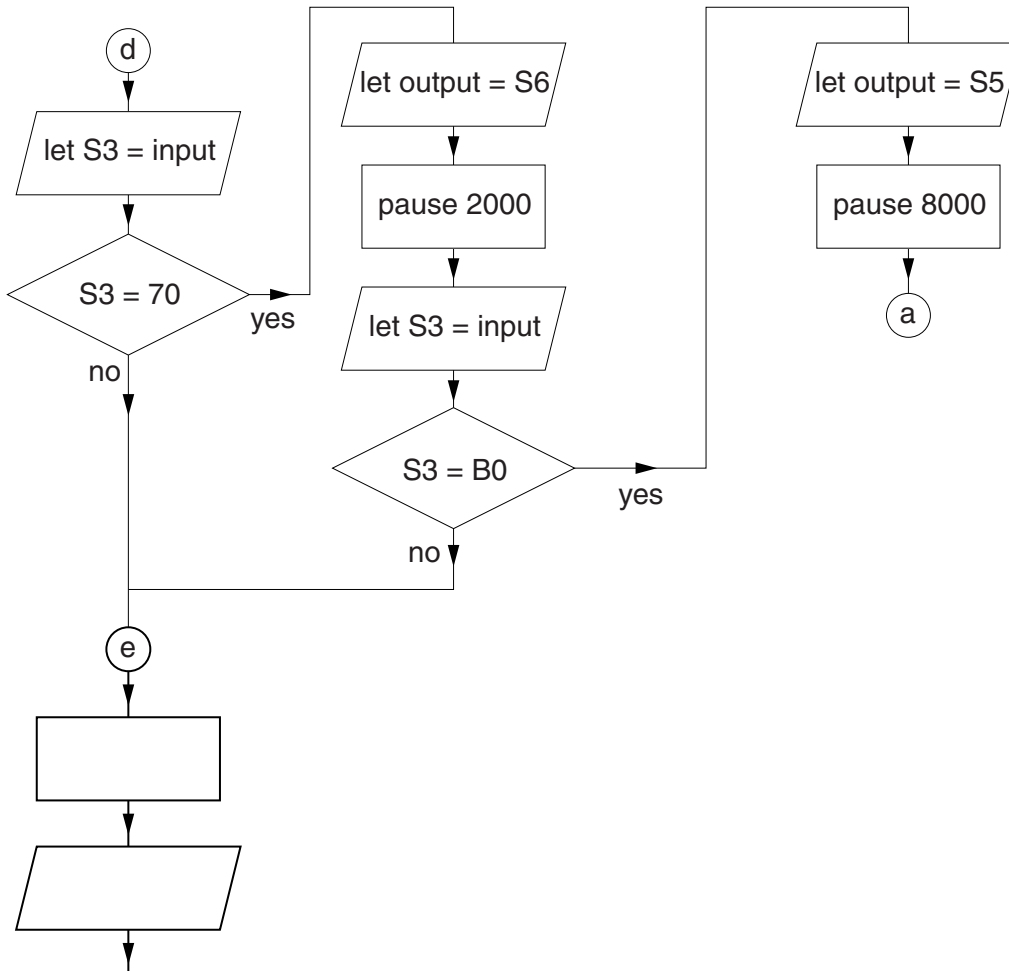 d
let S3 = input
S3 = 70
yes
no
let output = S6
pause 2000
let S3 = input
S3 = B0
yes
no
let output = S5
pause 8000
a
e